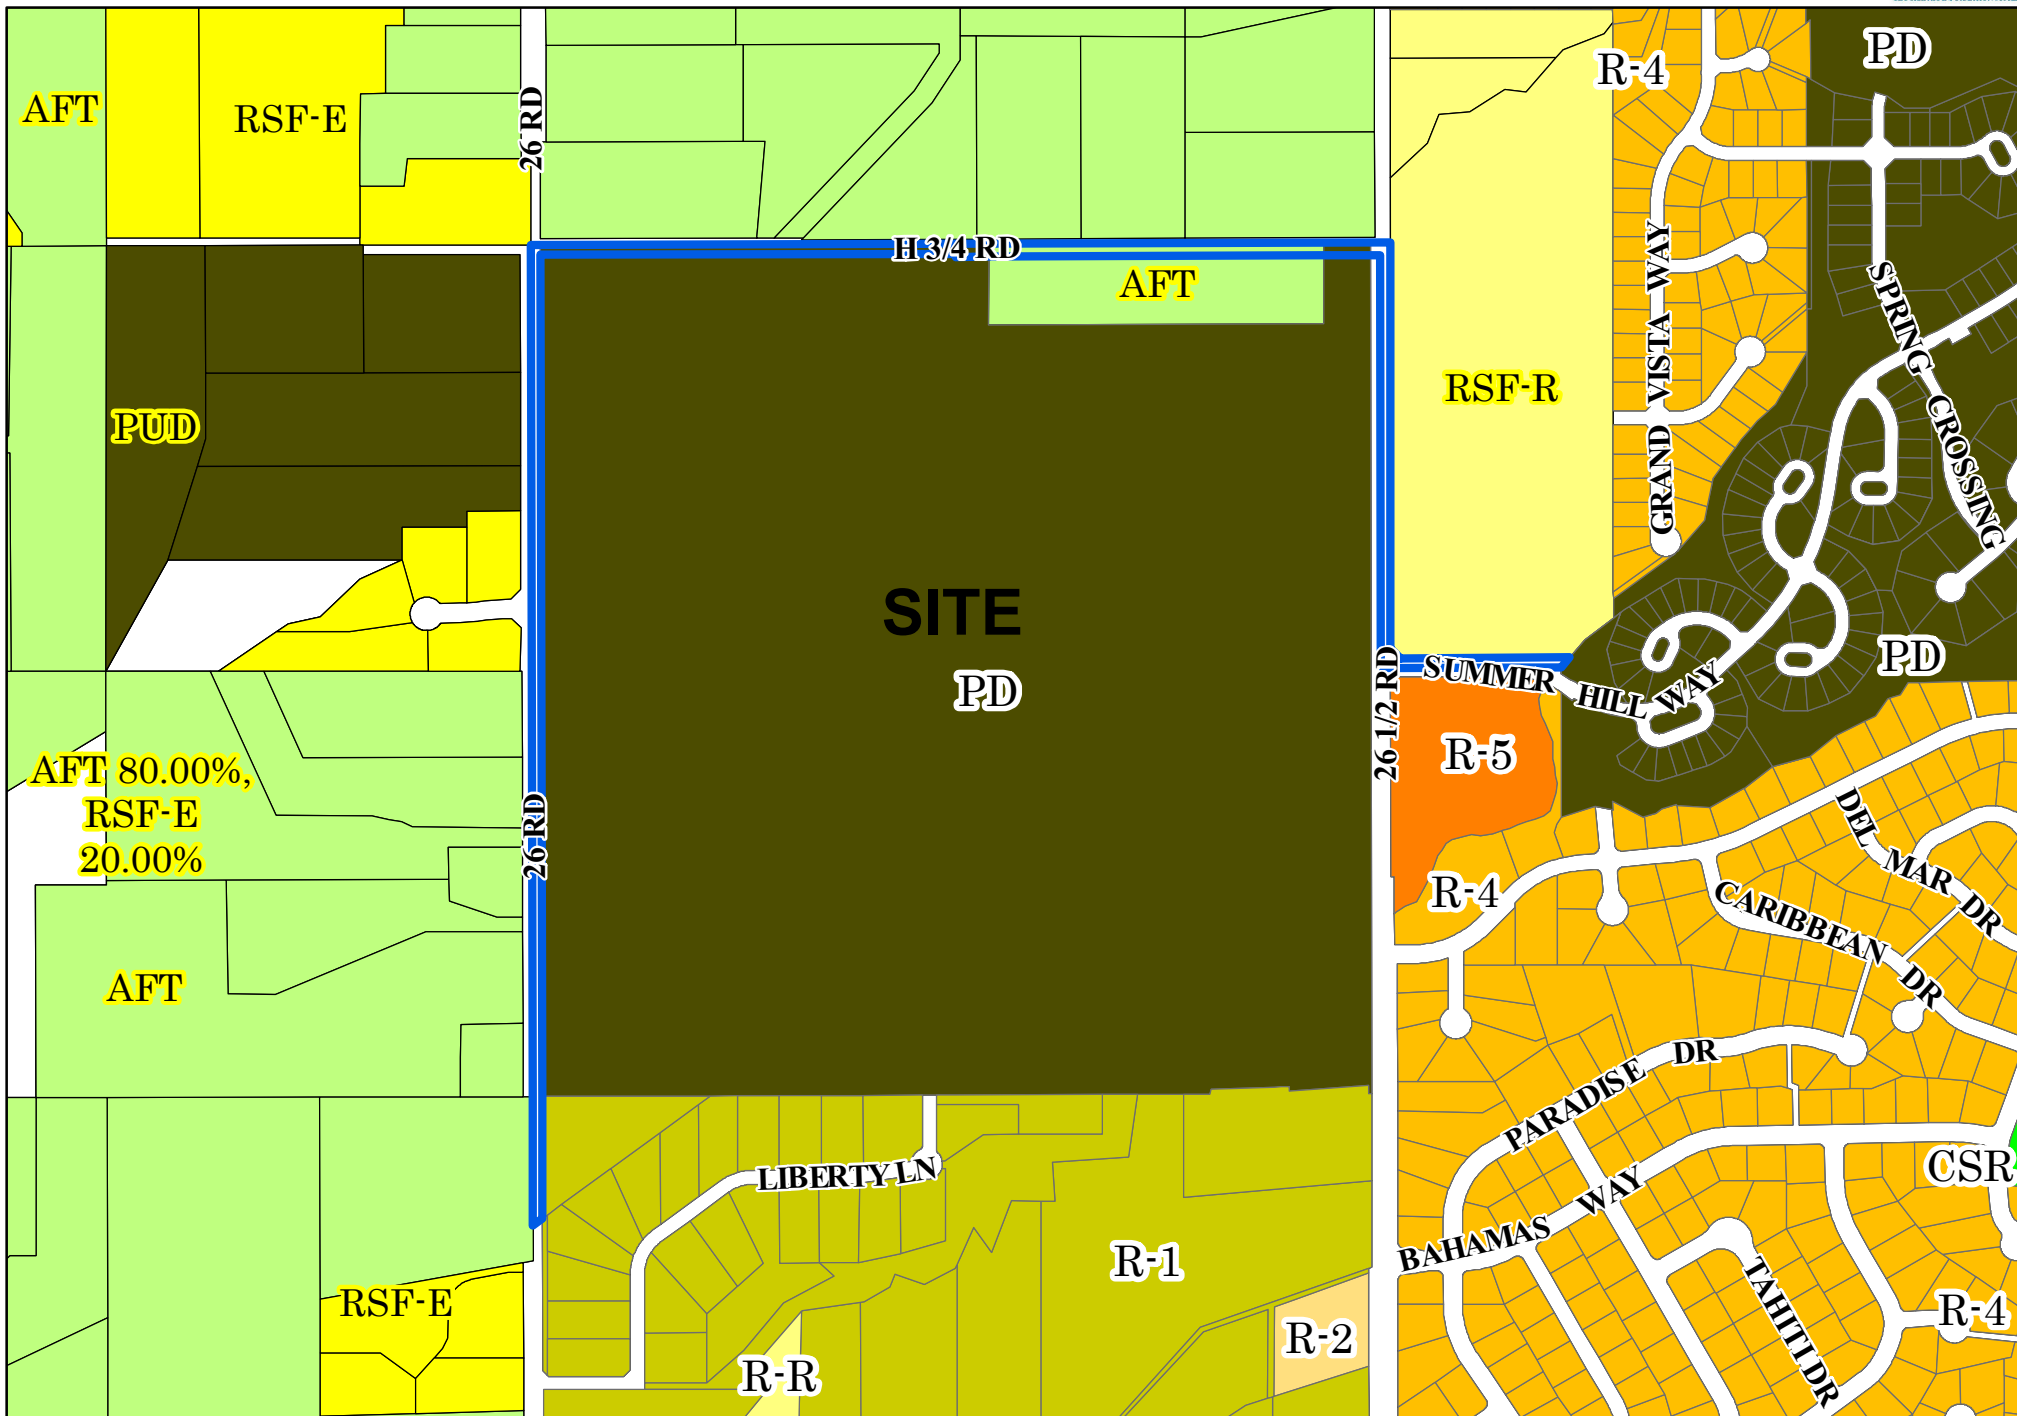 PD
R-4
AFT
RSF-E
26 RD
H 3/4 RD
AFT
GRAND VISTA WAY
SPRING CROSSING
RSF-R
PUD
SITE
PD
26 1/2 RD
SUMMER HILL WAY
PD
R-5
AFT 80.00%,
RSF-E
20.00%
26 RD
R-4
DEL MAR DR
CARIBBEAN DR
AFT
PARADISE DR
LIBERTY LN
CSR
BAHAMAS WAY
R-1
TAHITI DR
RSF-E
R-4
R-2
R-R